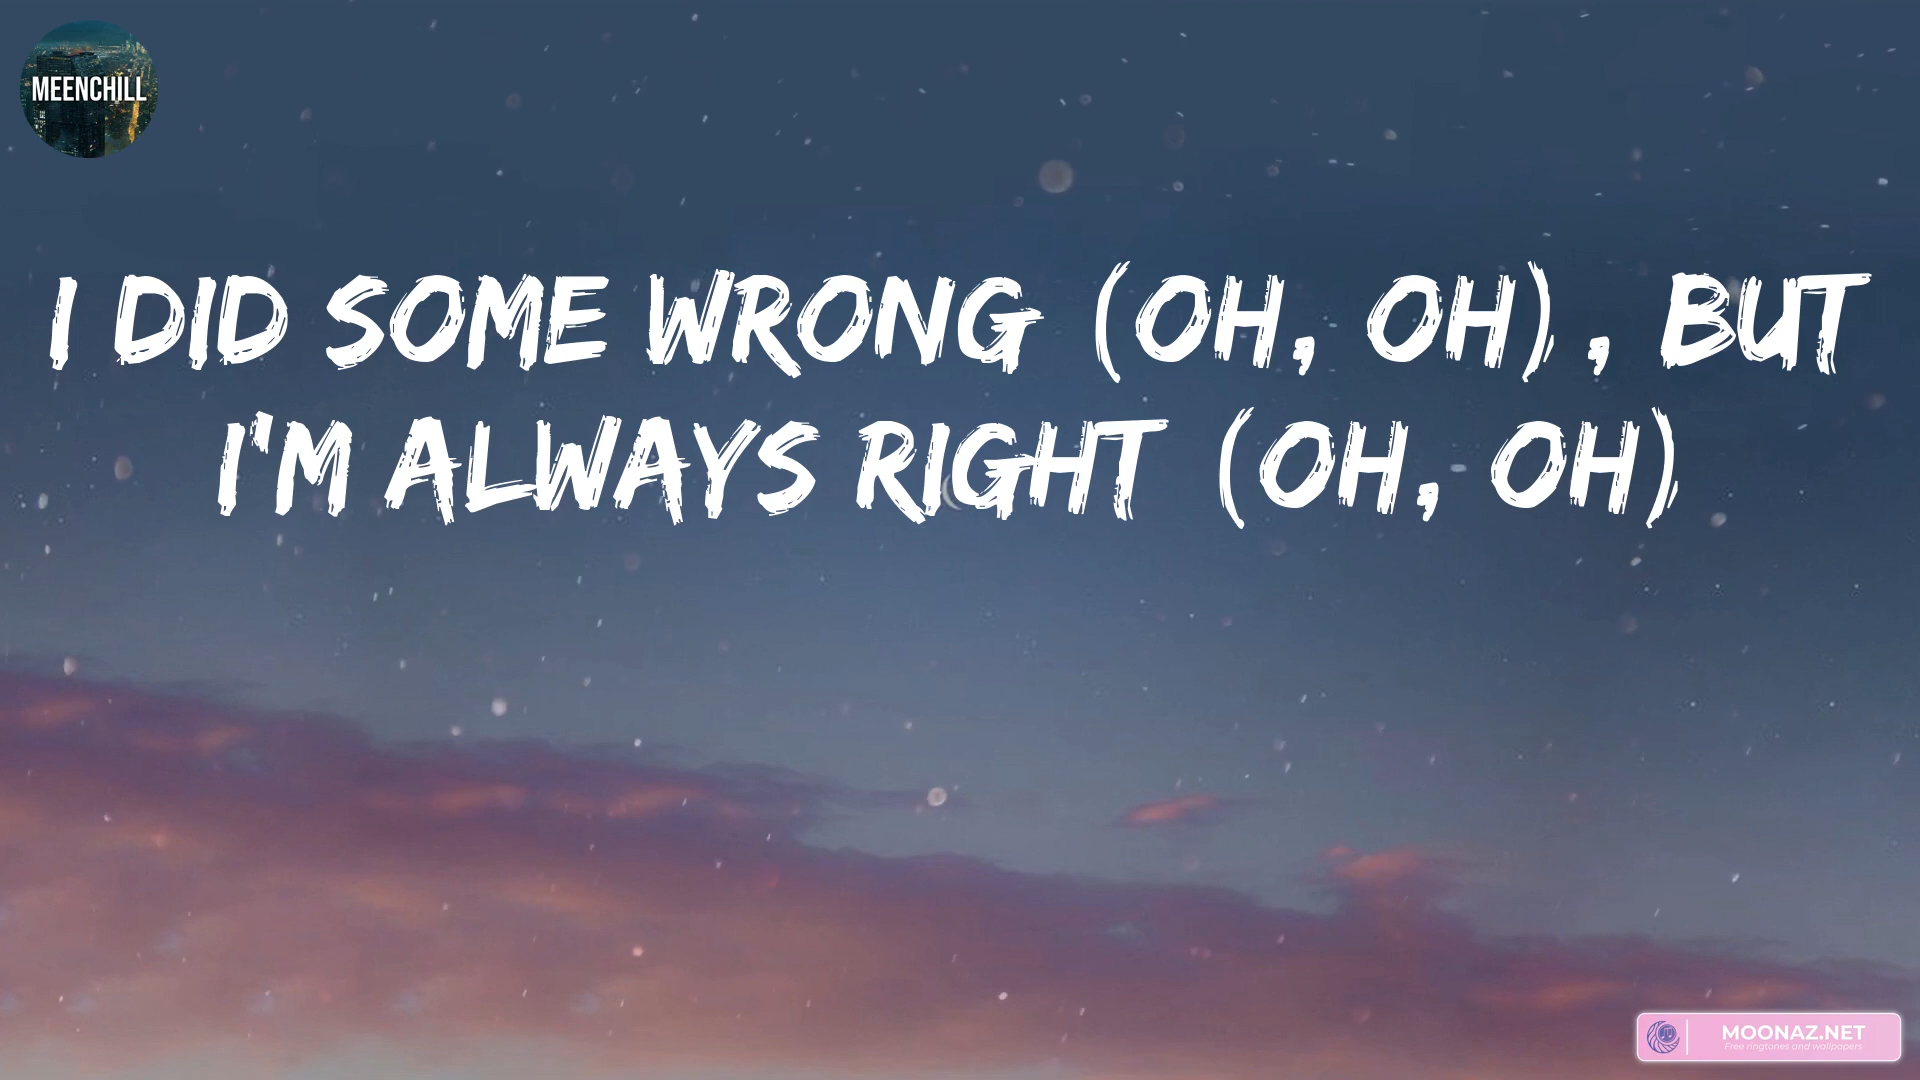 MEENCHILL
I DID SOME WRONG (OH, OH), BUT
I'M ALWAYS RIGHT (OH, OH)
MOONAZ.NET
Free ringtones and wallpapers